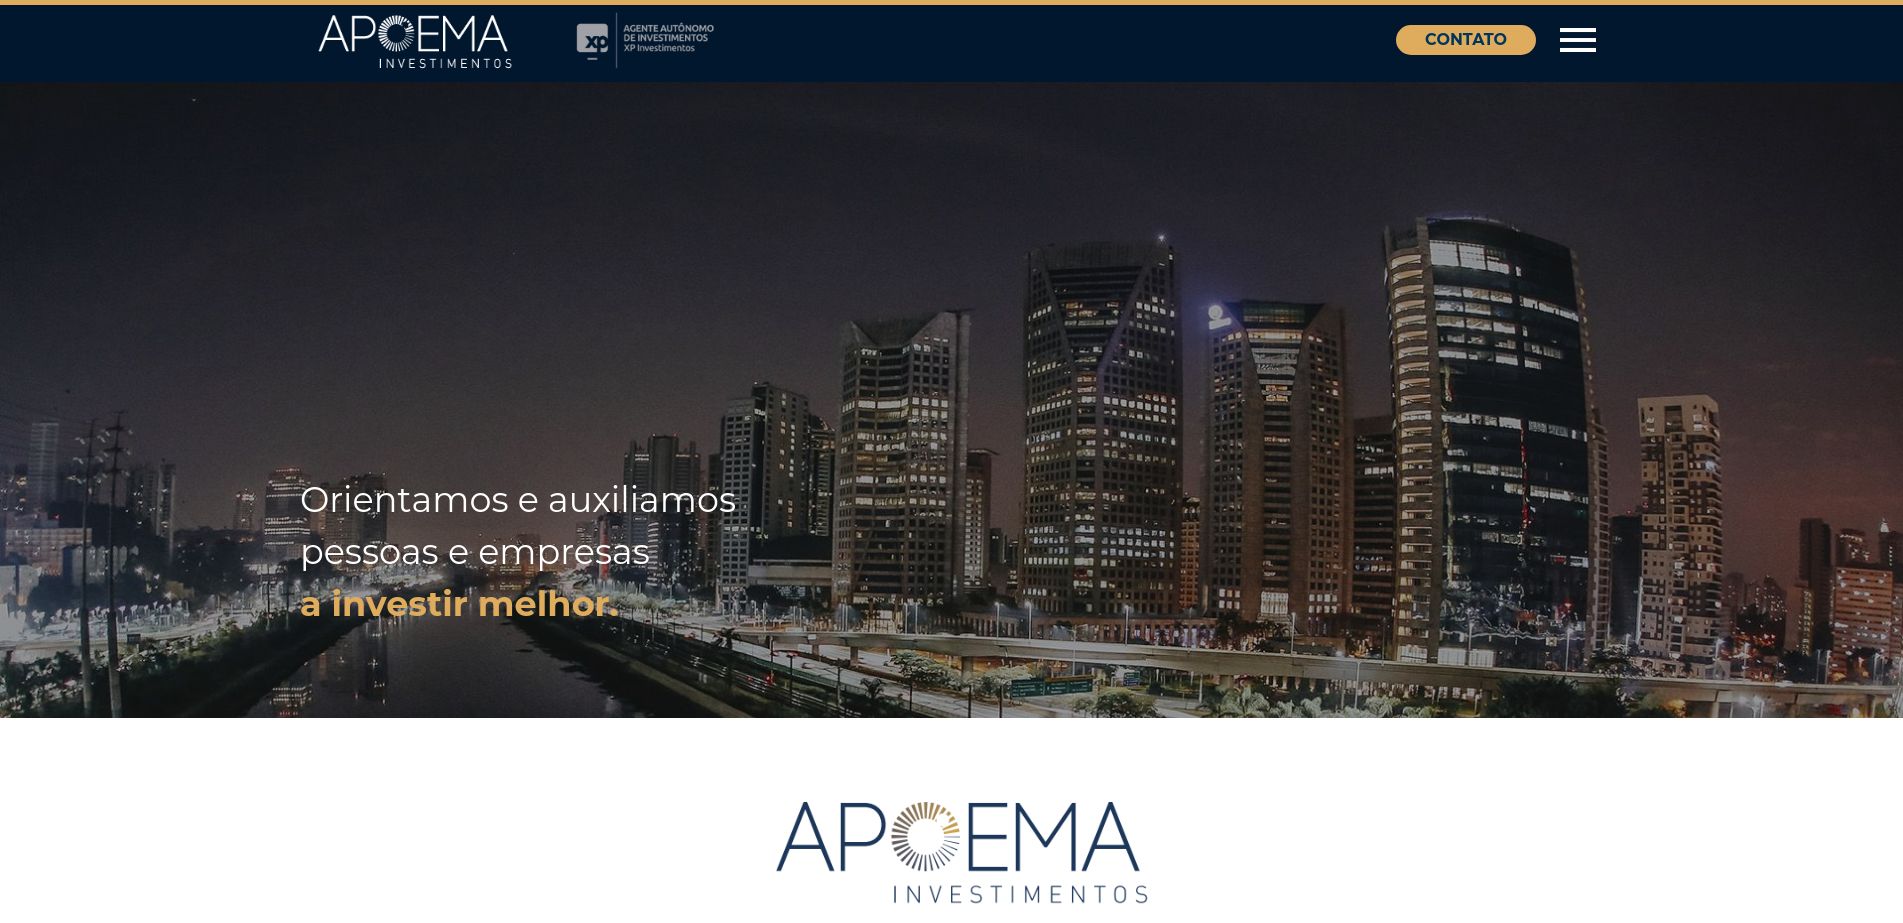 APOEMA
INVESTIMENTOS
xp
AGENTE AUTÔNOMO
DE INVESTIMENTOS
XP Investimentos
CONTATO
Orientamos e auxiliamos
pessoas e empresas
a investir melhor.
APOEMA
INVESTIMENTOS